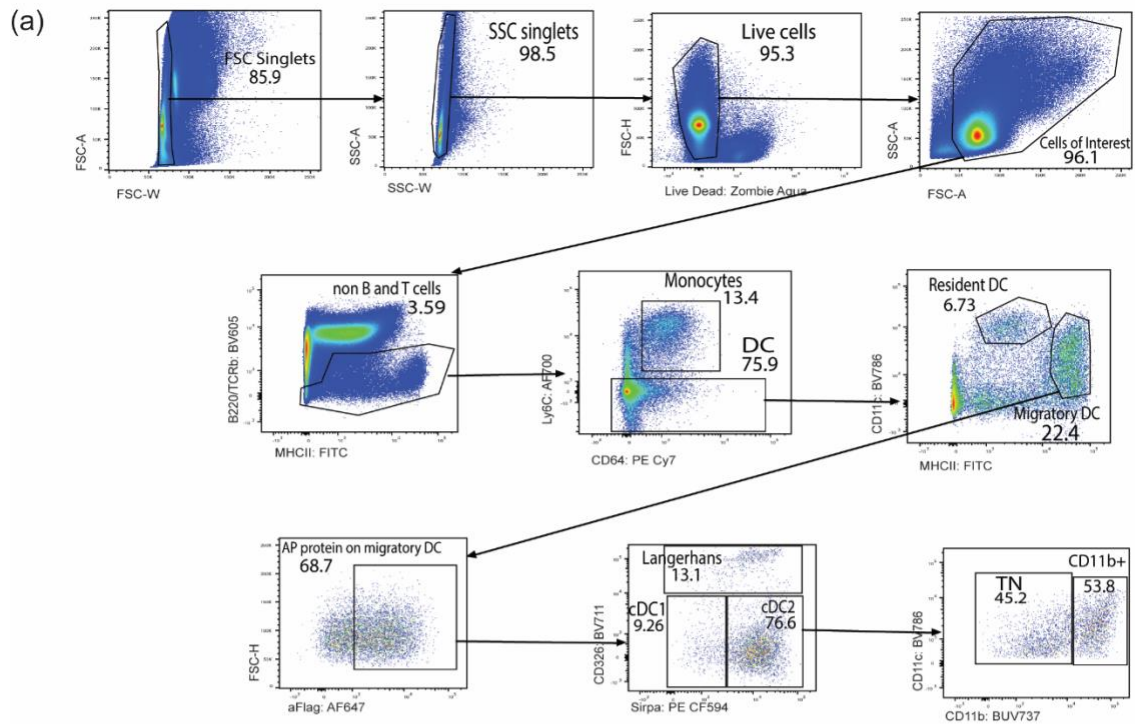 (a)
FSC Singlets
85.9
FSC-A
FSC-W
SSC singlets
98.5
SSC-A
SSC-W
Live cells
95.3
FSC-H
Live Dead: Zombie Aqua
Cells of Interest
96.1
SSC-A
FSC-A
non B and T cells
3.59
B220/TCRb: BV605
MHCII: FITC
Monocytes
13.4
DC
75.9
Ly6C: AF700
CD64: PE Cy7
Resident DC
6.73
Migratory DC
22.4
CD11c: BV786
MHCII: FITC
AP protein on migratory DC
68.7
FSC-H
aFlag: AF647
Langerhans
13.1
cDC1
9.26
cDC2
76.6
CD326: BV711
Sirpa: PE CF594
CD11b+
TN
45.2
53.8
CD11c: BV786
CD11b: BUV737